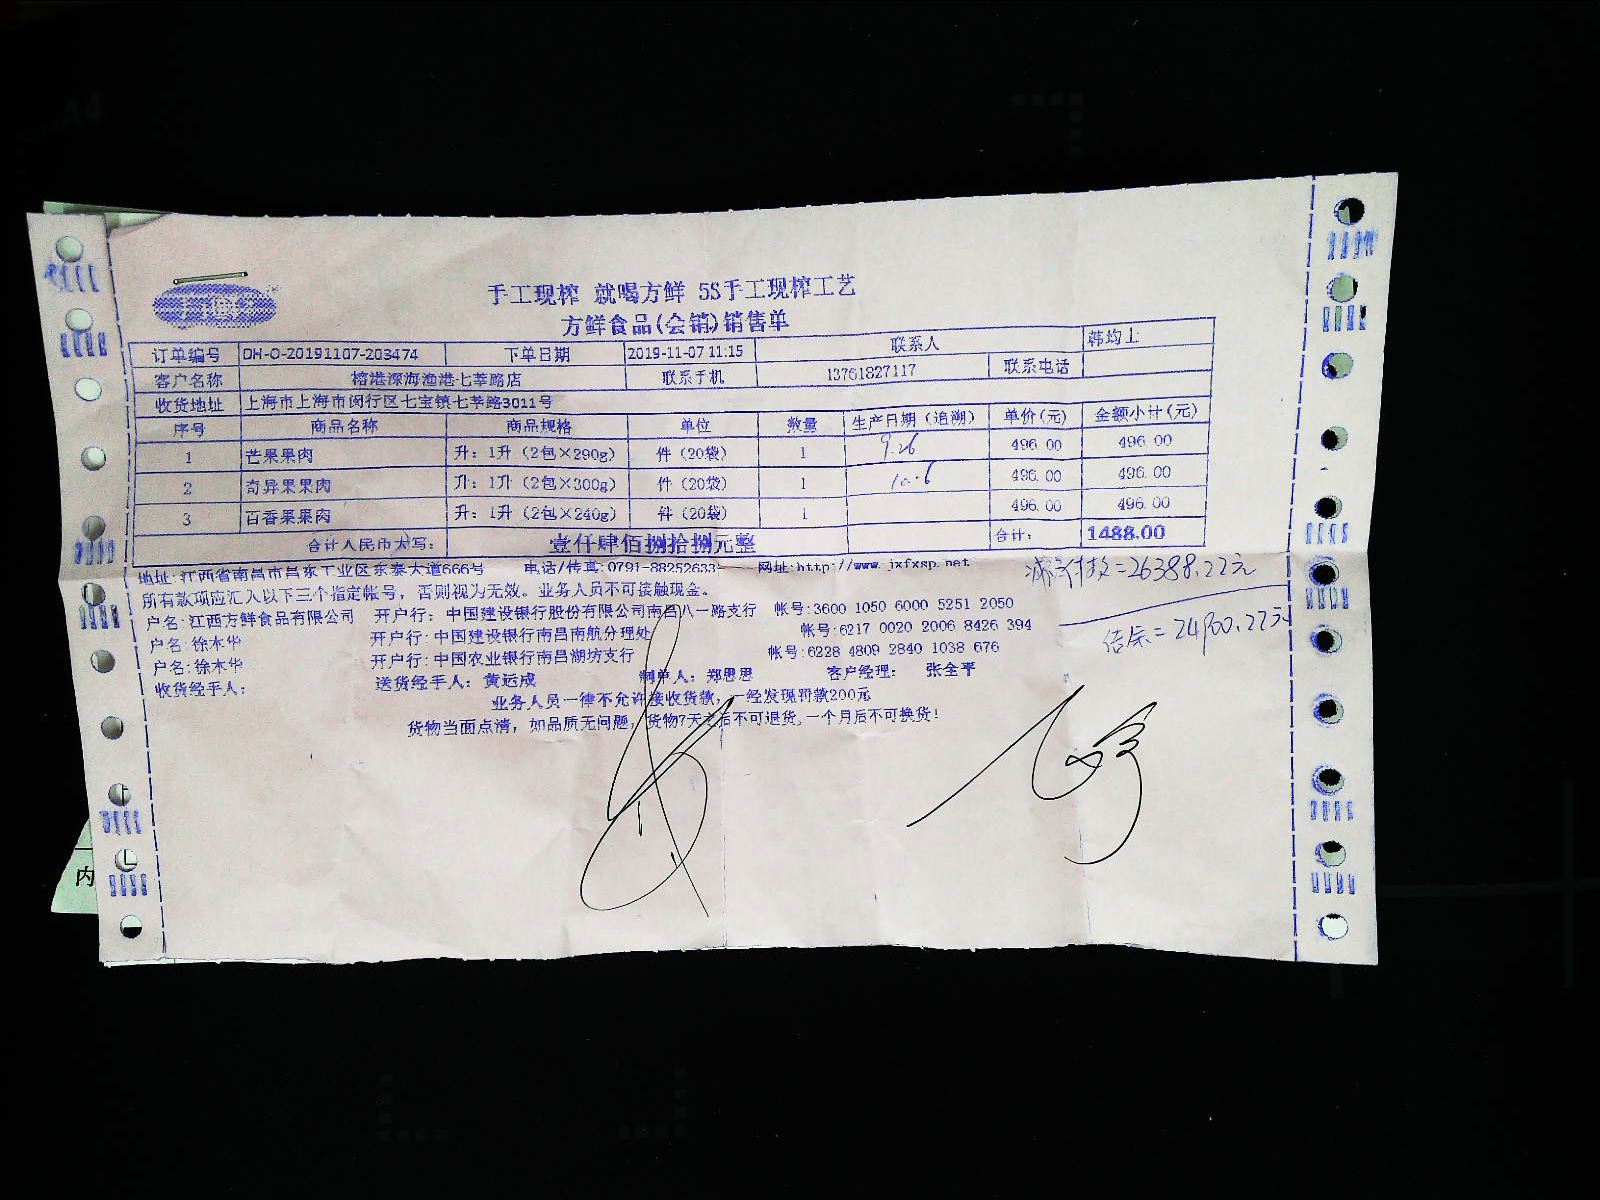 手工现榨 就喝方鲜 5S手工现榨工艺
方鲜食品(会销)销售单
订单编号 DH-O-20191107-203474 下单日期 2019-11-07 11:15 联系人 韩均上
客户名称 榕港深海渔港七莘路店 联系手机 13761827117 联系电话
收货地址 上海市上海市闵行区七宝镇七莘路3011号
序号 商品名称 商品规格 单位 数量 生产日期(追溯) 单价(元) 金额小计(元)
1 芒果果肉 升: 1升 (2包×290g) 件 (20袋) 1 9.26 496.00 496.00
2 奇异果果肉 升: 1升 (2包×300g) 件 (20袋) 1 10.6 496.00 496.00
3 百香果果肉 升: 1升 (2包×240g) 件 (20袋) 1 496.00 496.00
合计人民币大写: 壹仟肆佰捌拾捌元整 合计: 1488.00
地址:江西省南昌市昌东工业区东泰大道666号 电话/传真:0791-88252633 网址:http://www.jxfxsp.net
=26388.22元
所有款项应汇入以下三个指定帐号,否则视为无效。业务人员不可接触现金。
户名:江西方鲜食品有限公司 开户行: 中国建设银行股份有限公司南昌八一路支行 帐号:3600 1050 6000 5251 2050
户名:徐木华 开户行:中国建设银行南昌南航分理处 帐号:6217 0020 2006 8426 394
=24900.22元
户名:徐木华 开户行:中国农业银行南昌湖坊支行 帐号:6228 4809 2840 1038 676
收货经手人: 送货经手人: 黄运成 制单人: 郑思思 客户经理: 张全平
业务人员一律不允许接收货款,一经发现罚款200元
货物当面点清,如品质无问题,货物7天之后不可退货,一个月后不可换货!
内